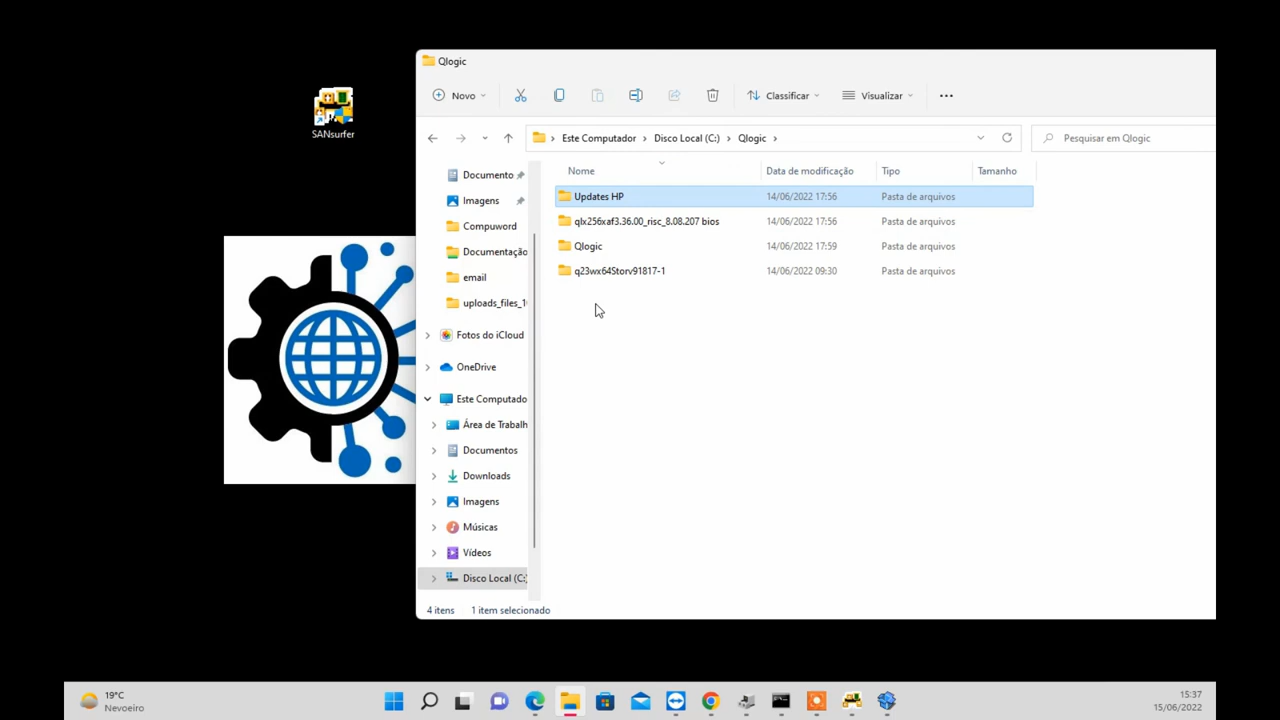 SANsurfer
Qlogic
Novo
Classificar
Visualizar
Este Computador
Disco Local (C:)
Qlogic
Pesquisar em Qlogic
Nome
Data de modificação
Tipo
Tamanho
Updates HP 14/06/2022 17:56 Pasta de arquivos
qlx256xaf3.36.00_risc_8.08.207 bios 14/06/2022 17:56 Pasta de arquivos
Qlogic 14/06/2022 17:59 Pasta de arquivos
q23wx64Storv91817-1 14/06/2022 09:30 Pasta de arquivos
Documento
Imagens
Compuword
Documentação
email
uploads_files_1
Fotos do iCloud
OneDrive
Este Computado
Área de Trabalh
Documentos
Downloads
Imagens
Músicas
Vídeos
Disco Local (C:
4 itens 1 item selecionado
19°C
Nevoeiro
15:37
15/06/2022